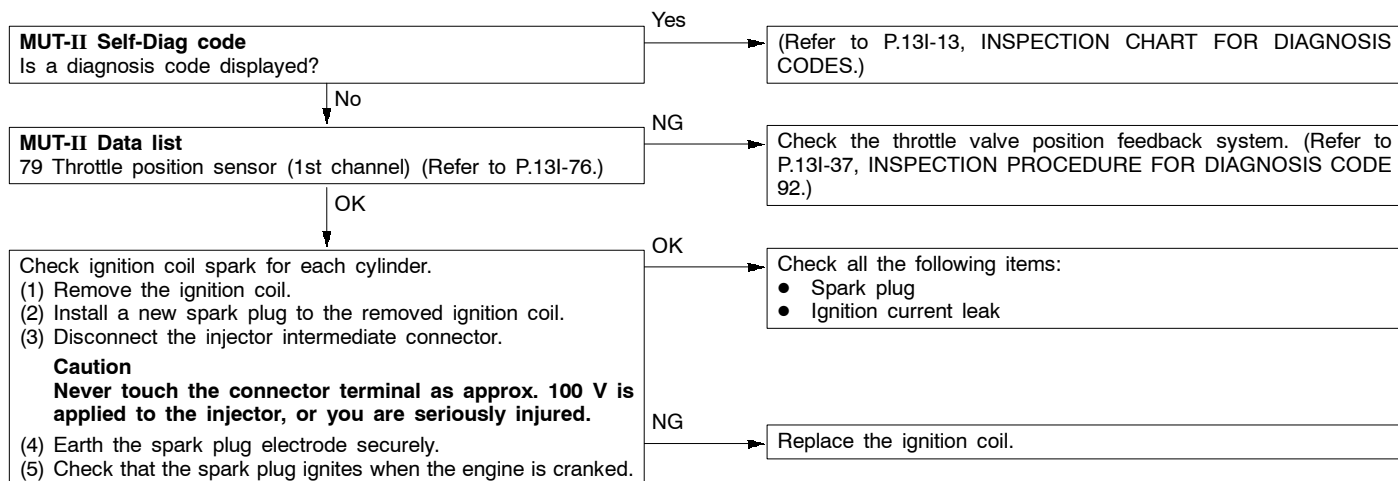 Yes
MUT-II Self-Diag code
Is a diagnosis code displayed?
(Refer to P.13I-13, INSPECTION CHART FOR DIAGNOSIS
CODES.)
No
NG
MUT-II Data list
79 Throttle position sensor (1st channel) (Refer to P.13I-76.)
Check the throttle valve position feedback system. (Refer to
P.13I-37, INSPECTION PROCEDURE FOR DIAGNOSIS CODE
92.)
OK
OK
Check ignition coil spark for each cylinder.
(1) Remove the ignition coil.
(2) Install a new spark plug to the removed ignition coil.
(3) Disconnect the injector intermediate connector.
Caution
Never touch the connector terminal as approx. 100 V is
applied to the injector, or you are seriously injured.
(4) Earth the spark plug electrode securely.
(5) Check that the spark plug ignites when the engine is cranked.
Check all the following items:
● Spark plug
● Ignition current leak
NG
Replace the ignition coil.